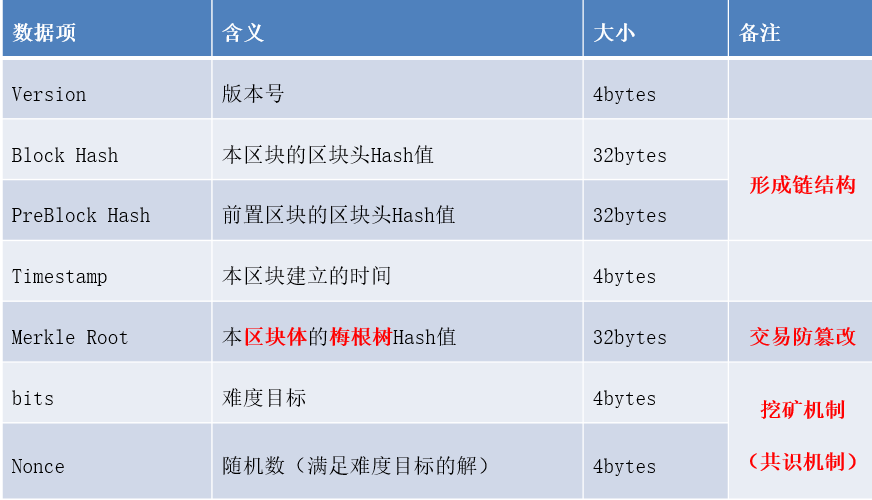 数据项 含义 大小 备注
Version 版本号 4bytes
Block Hash 本区块的区块头Hash值 32bytes
形成链结构
PreBlock Hash 前置区块的区块头Hash值 32bytes
Timestamp 本区块建立的时间 4bytes
Merkle Root 本区块体的梅根树Hash值 32bytes 交易防篡改
bits 难度目标 4bytes
挖矿机制
Nonce 随机数（满足难度目标的解） 4bytes
（共识机制）